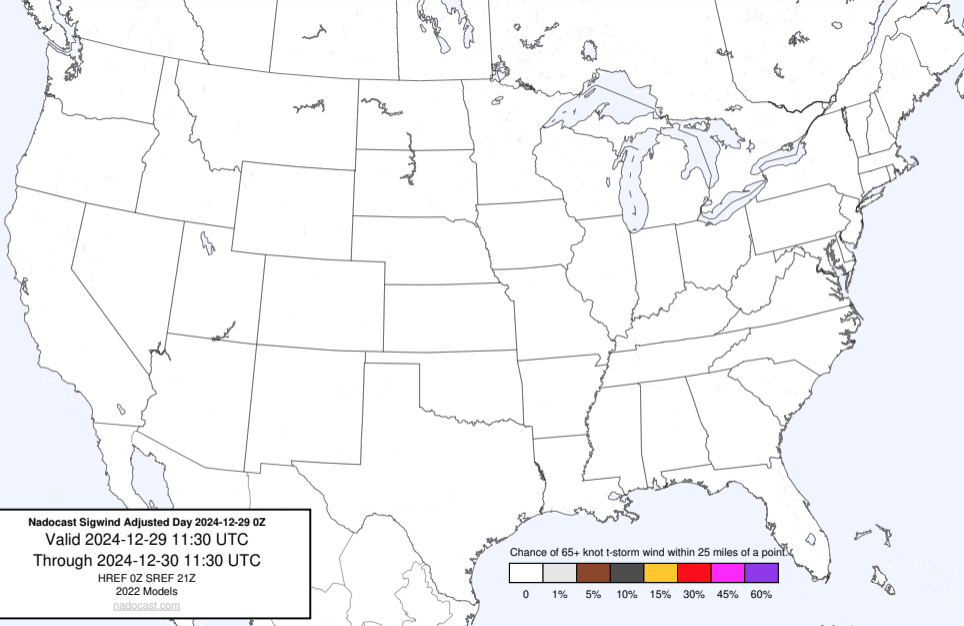 Nadocast Sigwind Adjusted Day 2024-12-29 0Z
Valid 2024-12-29 11:30 UTC
Through 2024-12-30 11:30 UTC
HREF 0Z SREF 21Z
2022 Models
nadocast.com
Chance of 65+ knot t-storm wind within 25 miles of a point.
0 1% 5% 10% 15% 30% 45% 60%